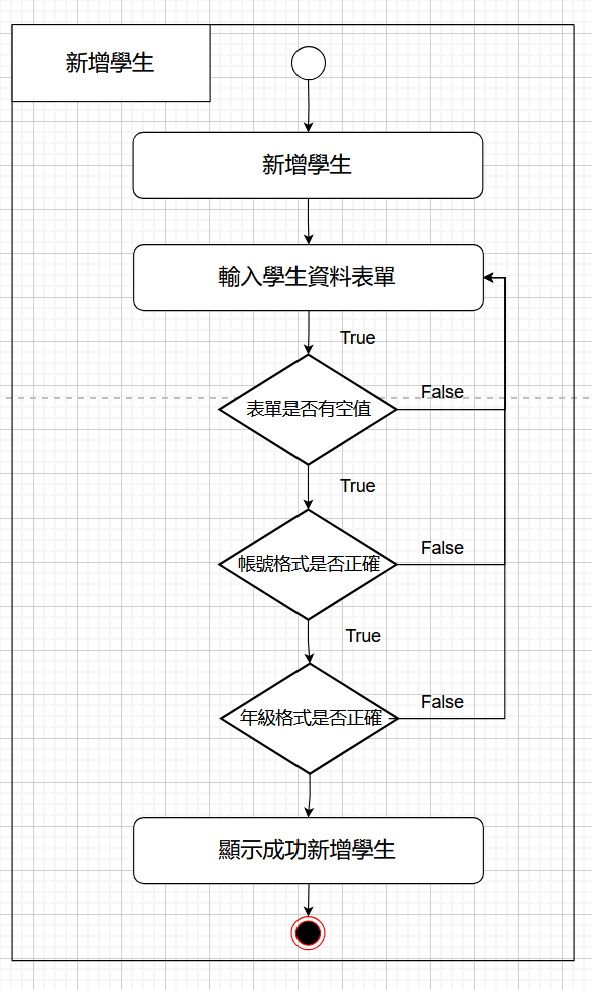 新增學生
新增學生
輸入學生資料表單
True
False
表單是否有空值
True
False
帳號格式是否正確
True
False
年級格式是否正確
顯示成功新增學生